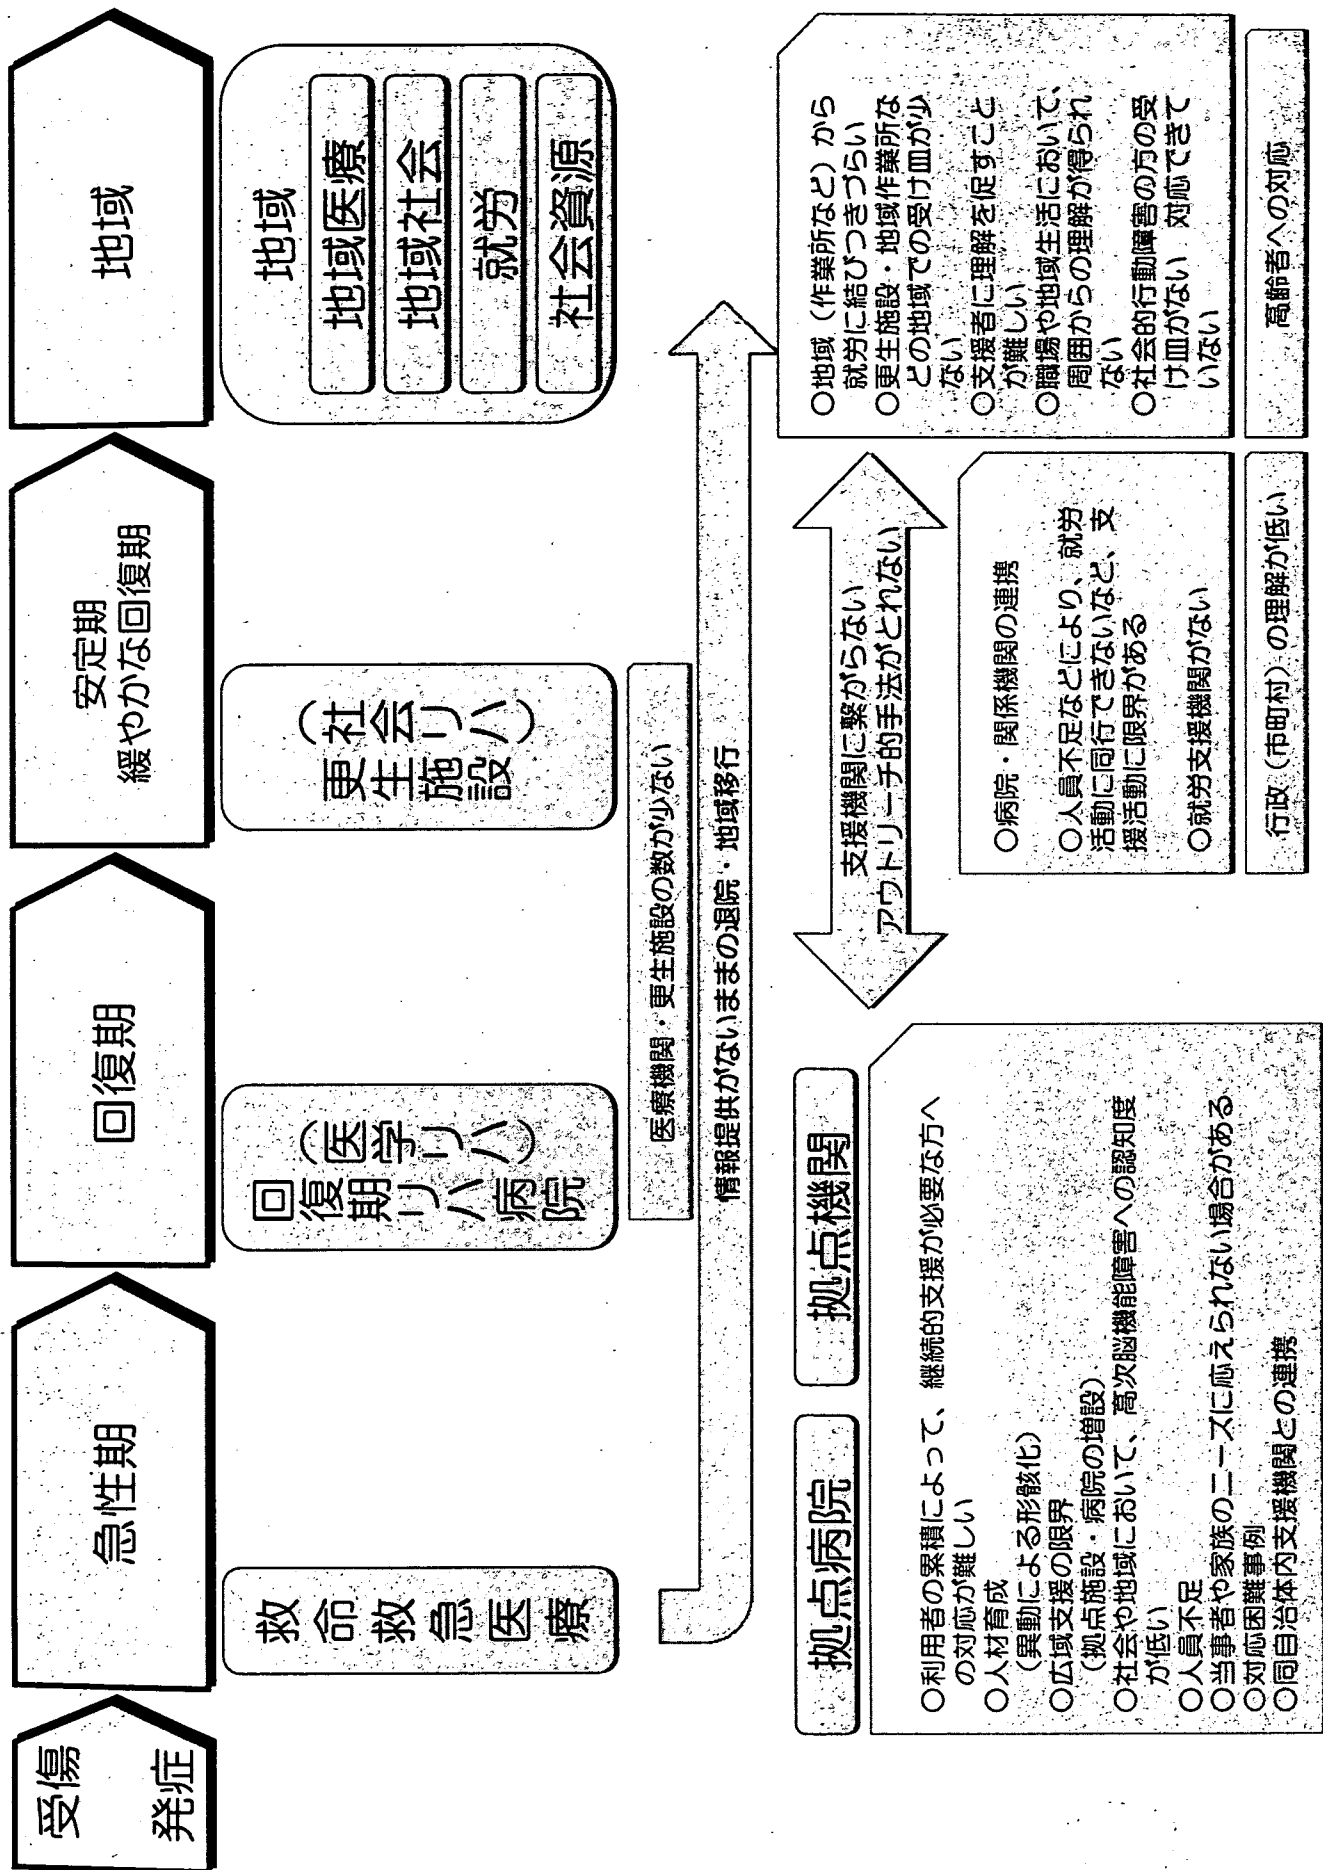 受傷
発症
急性期
回復期
安定期
緩やかな回復期
地域
救命救急医療
回復期リハ病院
（医学リハ）
更生施設
（社会リハ）
地域
地域医療
地域社会
就労
社会資源
医療機関・更生施設の数が少ない
情報提供がないままの退院・地域移行
拠点病院
拠点機関
支援機関に繋がらない
アウトリーチ的手法がとれない
○利用者の累積によって、継続的支援が必要な方へ
の対応が難しい
○人材育成
（異動による形骸化）
○広域支援の限界
（拠点施設・病院の増設）
○社会や地域において、高次脳機能障害への認知度
が低い
○人員不足
○当事者や家族のニーズに応えられない場合がある
○対応困難事例
○同自治体内支援機関との連携
○病院・関係機関の連携
○人員不足などにより、就労
活動に同行できないなど、支
援活動に限界がある
○就労支援機関がない
行政（市町村）の理解が低い
○地域（作業所など）から
就労に結びつきづらい
○更生施設・地域作業所な
どの地域での受け皿が少
ない
○支援者に理解を促すこと
が難しい
○職場や地域生活において、
周囲からの理解が得られ
ない
○社会的行動障害の方の受
け皿がない　対応できて
いない
高齢者への対応